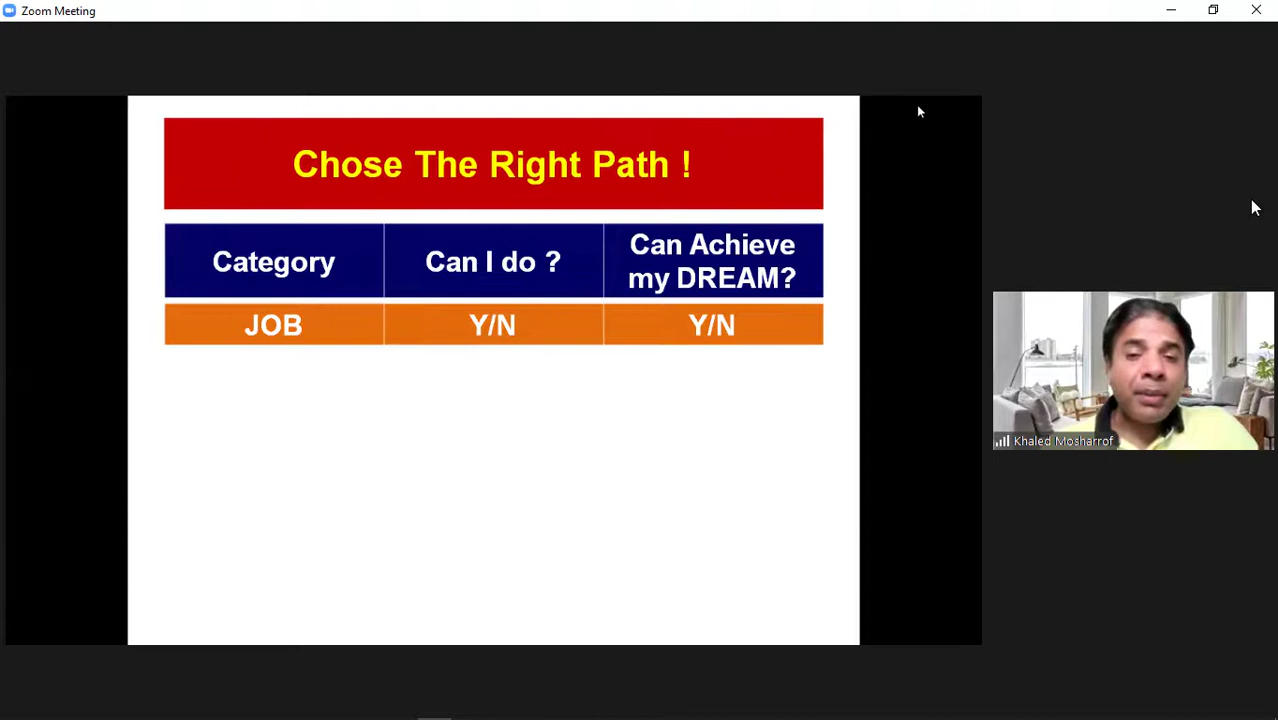 Zoom Meeting
Chose The Right Path !
Category
Can I do ?
Can Achieve
my DREAM?
JOB
Y/N
Y/N
Khaled Mosharrof